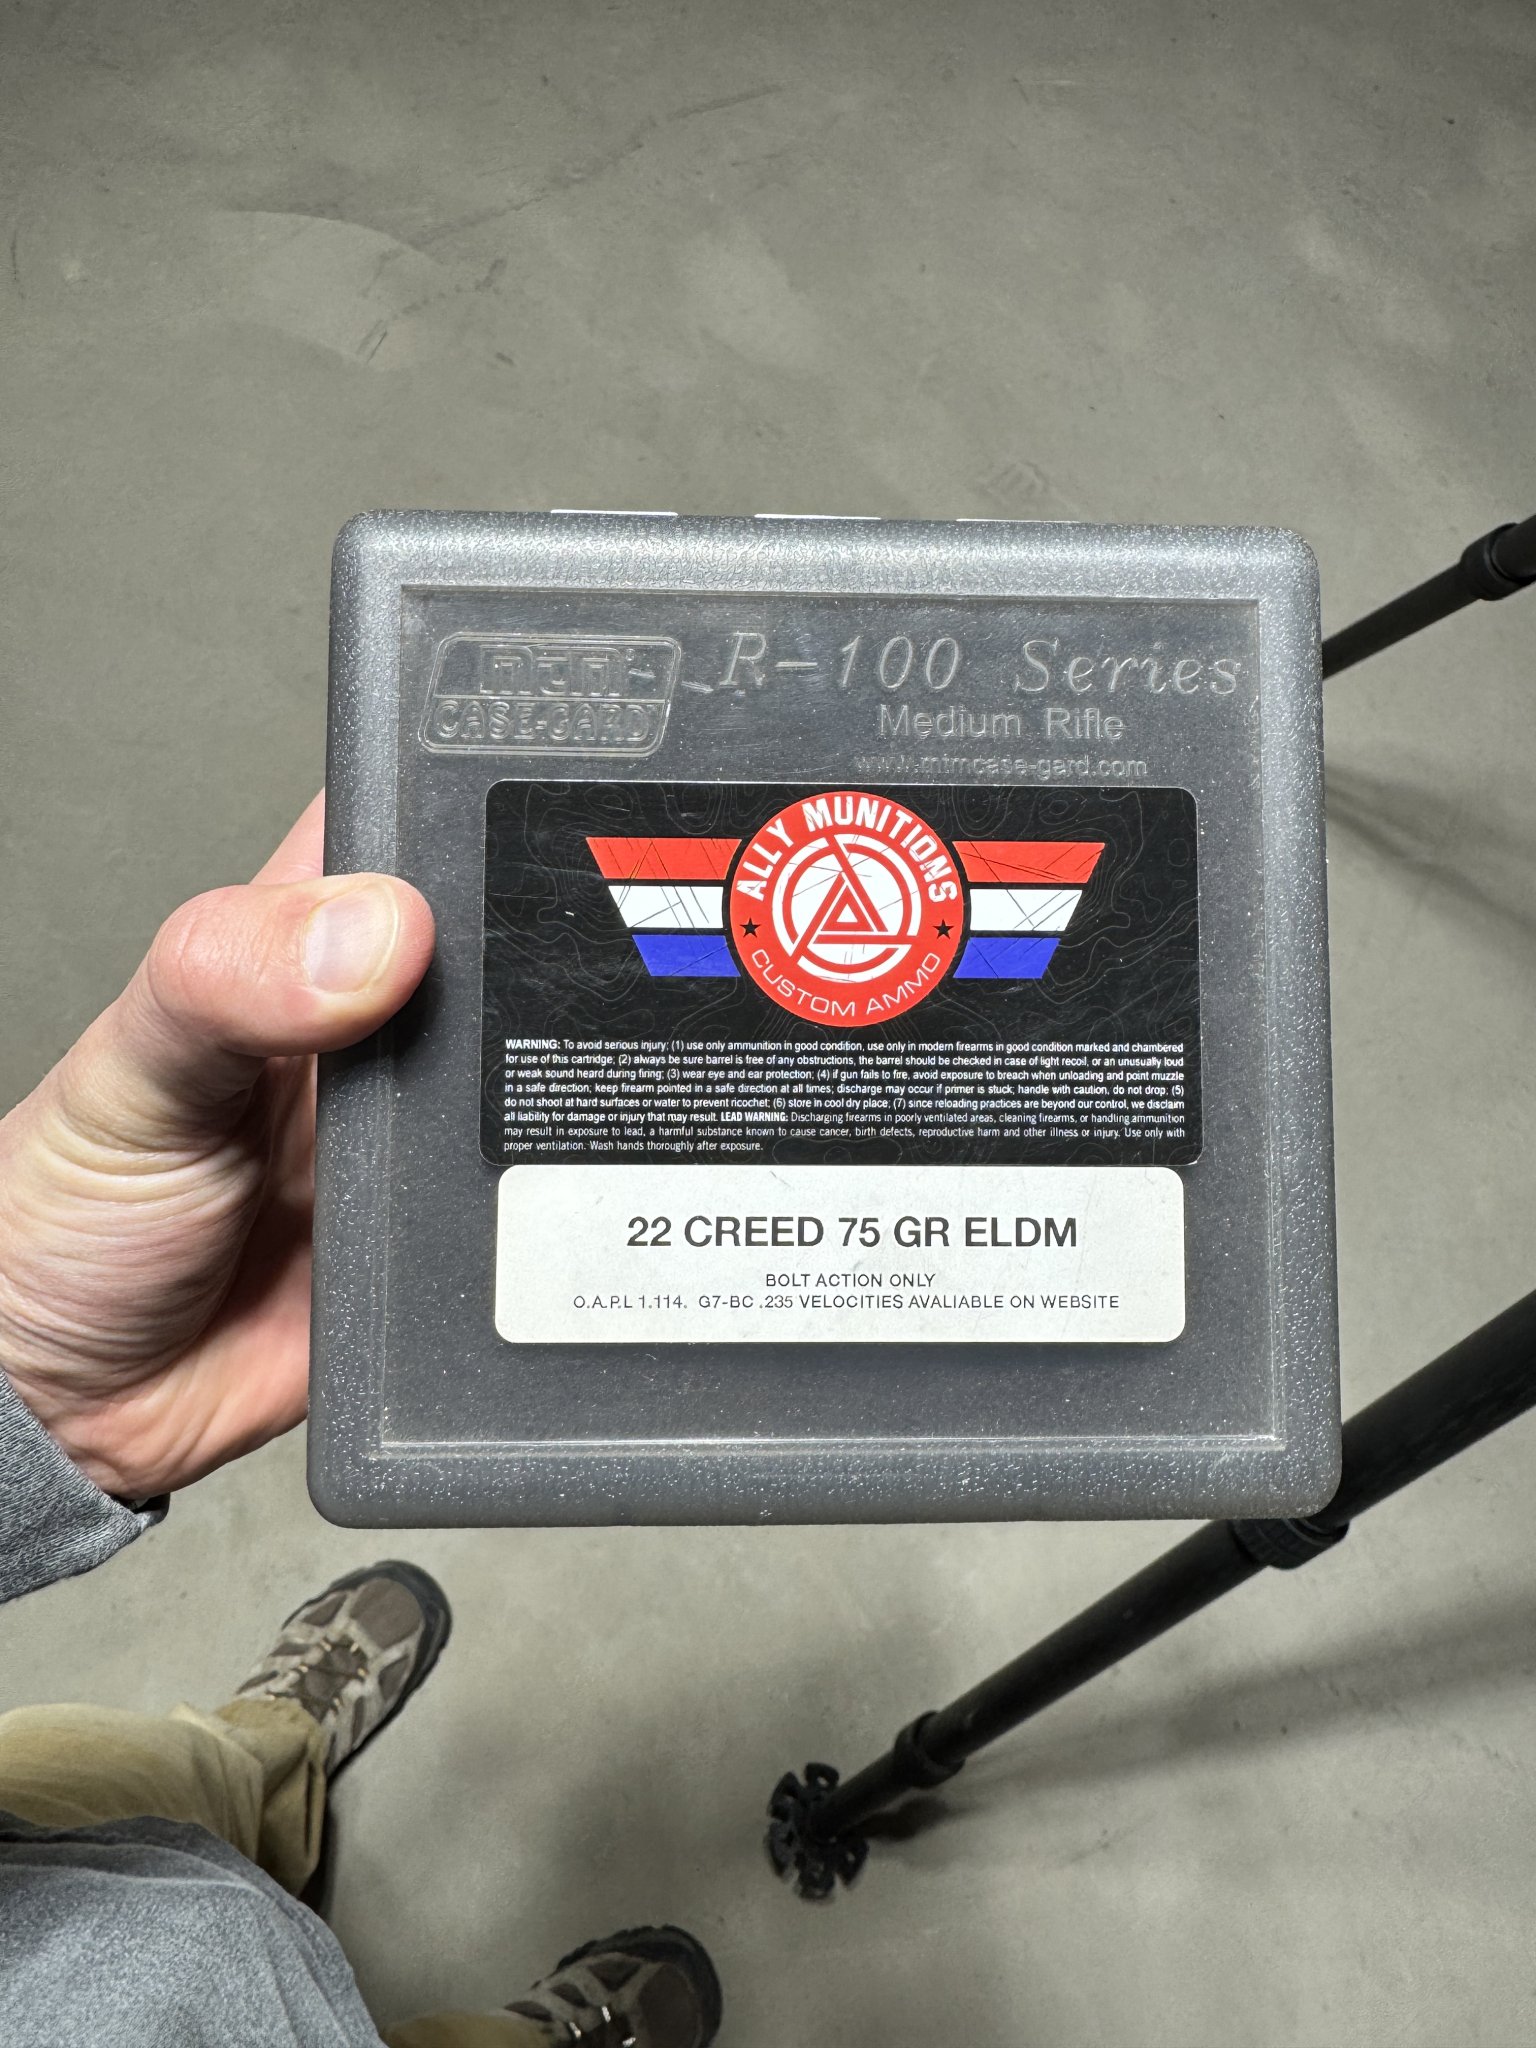 mtm
CASE-GARD
R-100 Series
Medium Rifle
www.mtmcase-gard.com
ALLY MUNITIONS
CUSTOM AMMO
WARNING: To avoid serious injury; (1) use only ammunition in good condition, use only in modern firearms in good condition marked and chambered
for use of this cartridge; (2) always be sure barrel is free of any obstructions, the barrel should be checked in case of light recoil, or an unusually loud
or weak sound heard during firing; (3) wear eye and ear protection; (4) if gun fails to fire, avoid exposure to breach when unloading and point muzzle
in a safe direction; keep firearm pointed in a safe direction at all times; discharge may occur if primer is stuck; handle with caution, do not drop; (5)
do not shoot at hard surfaces or water to prevent ricochet; (6) store in cool dry place; (7) since reloading practices are beyond our control, we disclaim
all liability for damage or injury that may result. LEAD WARNING: Discharging firearms in poorly ventilated areas, cleaning firearms, or handling ammunition
may result in exposure to lead, a harmful substance known to cause cancer, birth defects, reproductive harm and other illness or injury. Use only with
proper ventilation. Wash hands thoroughly after exposure.
22 CREED 75 GR ELDM
BOLT ACTION ONLY
O.A.P.L 1.114. G7-BC .235 VELOCITIES AVALIABLE ON WEBSITE